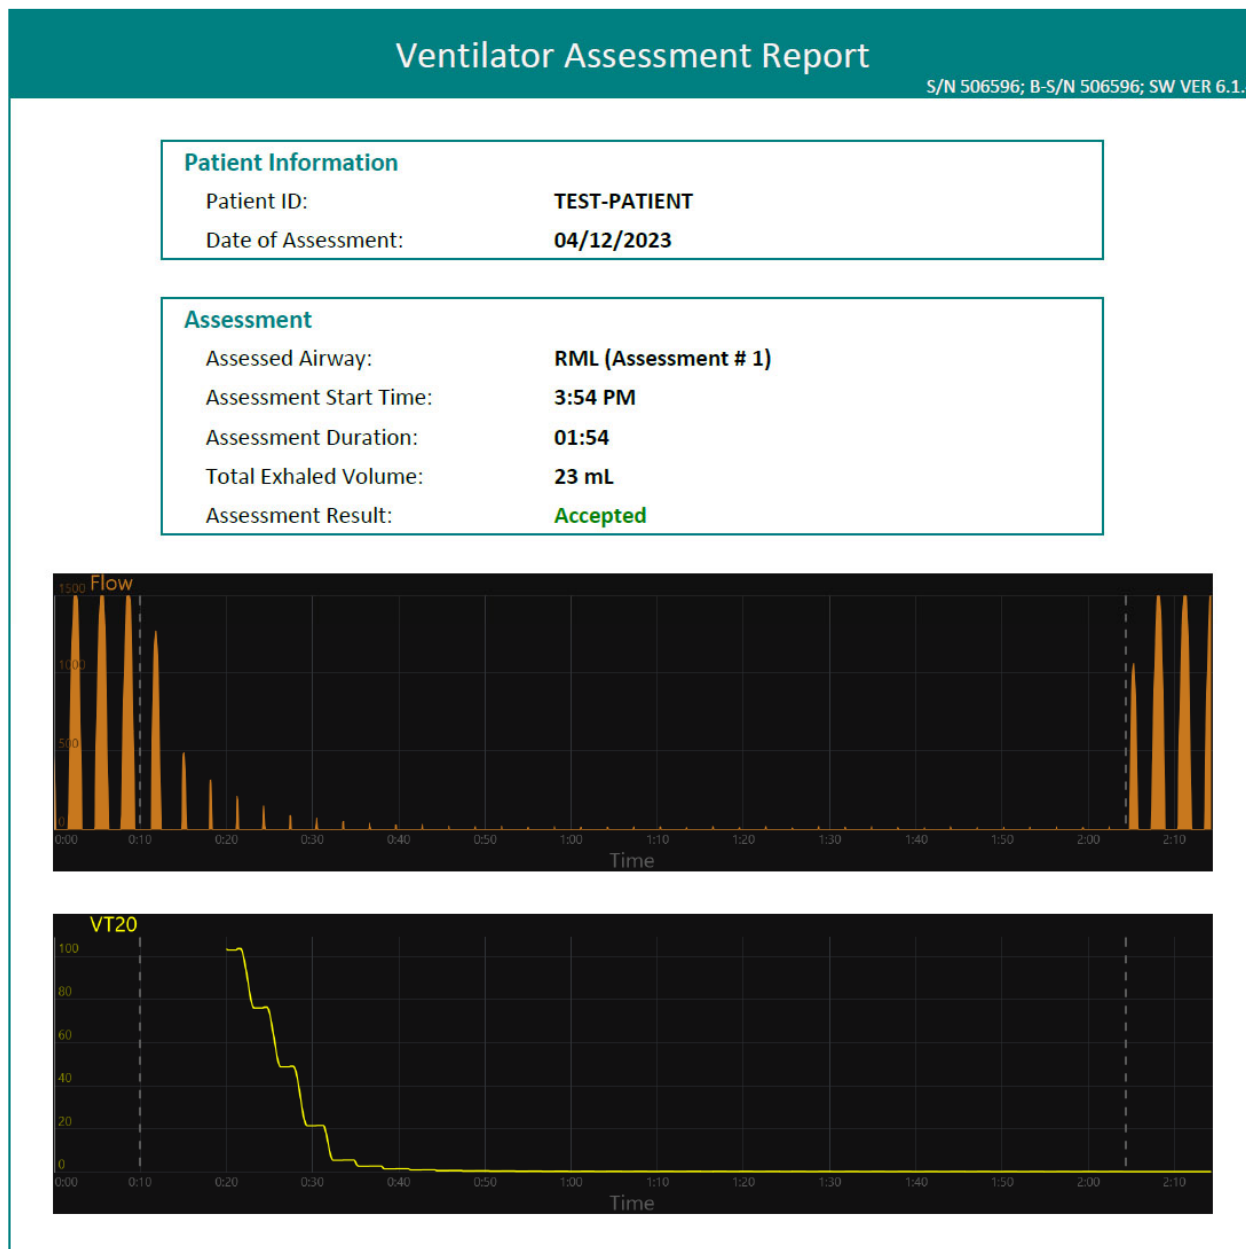 Ventilator Assessment Report
S/N 506596; B-S/N 506596; SW VER 6.1.
Patient Information
Patient ID: TEST-PATIENT
Date of Assessment: 04/12/2023
Assessment
Assessed Airway: RML (Assessment # 1)
Assessment Start Time: 3:54 PM
Assessment Duration: 01:54
Total Exhaled Volume: 23 mL
Assessment Result: Accepted
Flow
1500
1000
500
0
0:00 0:10 0:20 0:30 0:40 0:50 1:00 1:10 1:20 1:30 1:40 1:50 2:00 2:10
Time
VT20
100
80
60
40
20
0
0:00 0:10 0:20 0:30 0:40 0:50 1:00 1:10 1:20 1:30 1:40 1:50 2:00 2:10
Time